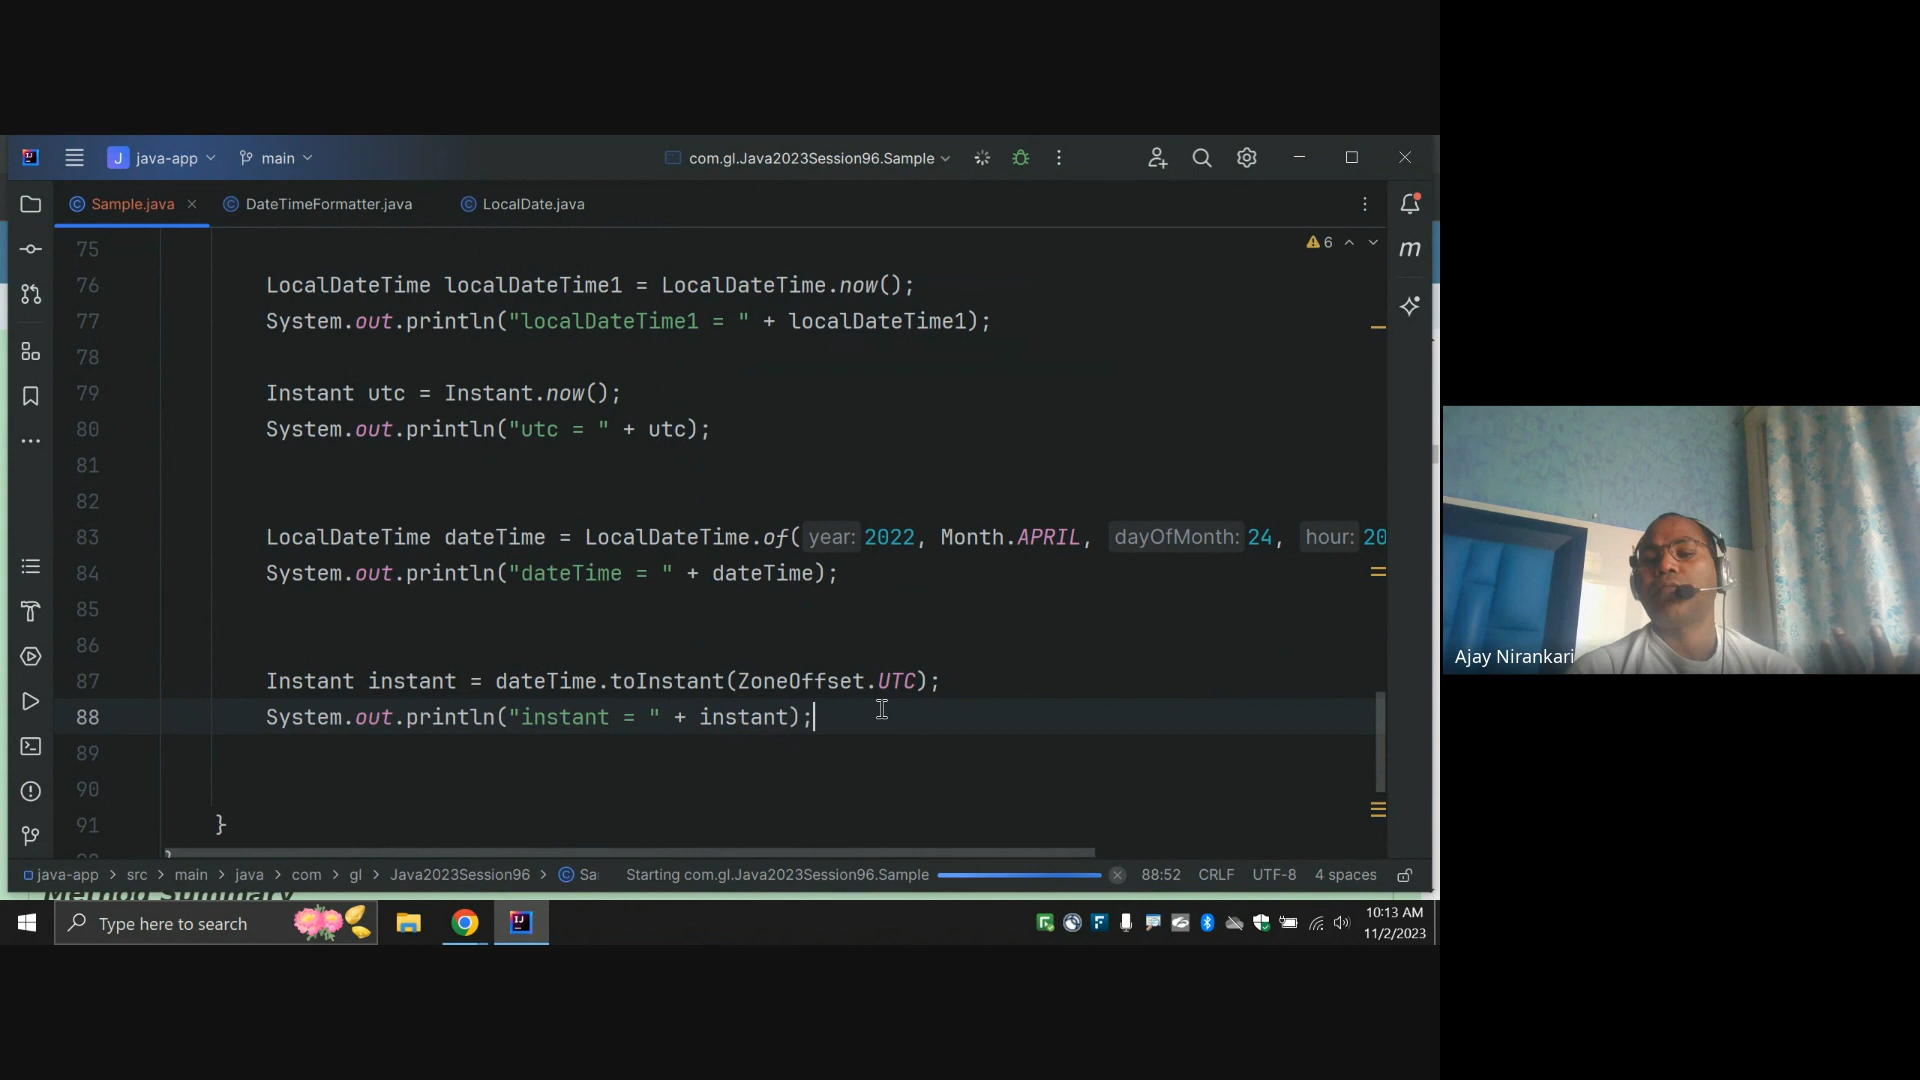 java-app
main
com.gl.Java2023Session96.Sample
Sample.java
DateTimeFormatter.java
LocalDate.java
75
6
76 LocalDateTime localDateTime1 = LocalDateTime.now();
77 System.out.println("localDateTime1 = " + localDateTime1);
78
79 Instant utc = Instant.now();
80 System.out.println("utc = " + utc);
81
82
83 LocalDateTime dateTime = LocalDateTime.of( year: 2022, Month.APRIL, dayOfMonth: 24, hour: 20
84 System.out.println("dateTime = " + dateTime);
85
86
87 Instant instant = dateTime.toInstant(ZoneOffset.UTC);
88 System.out.println("instant = " + instant);
89
90
91 }
java-app > src > main > java > com > gl > Java2023Session96 > Sa
Starting com.gl.Java2023Session96.Sample
88:52 CRLF UTF-8 4 spaces
Method Summary
Type here to search
10:13 AM
11/2/2023
Ajay Nirankari